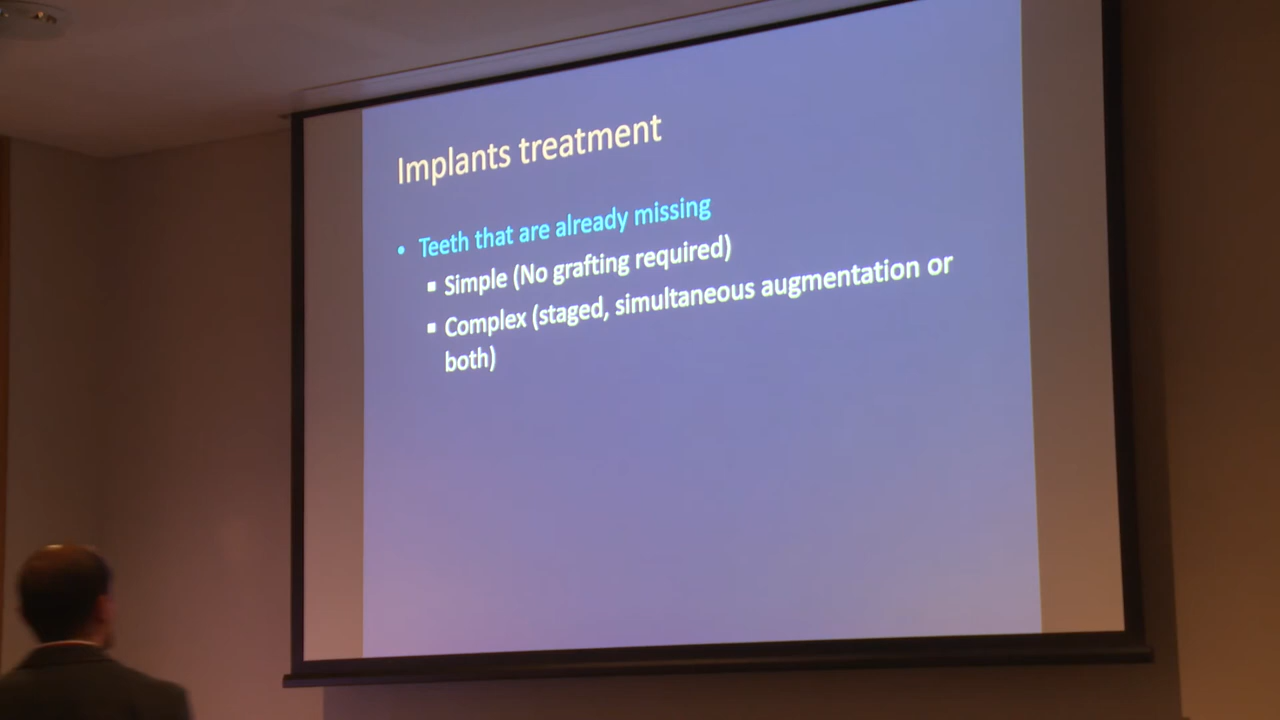 Implants treatment
• Teeth that are already missing
▪ Simple (No grafting required)
▪ Complex (staged, simultaneous augmentation or
both)